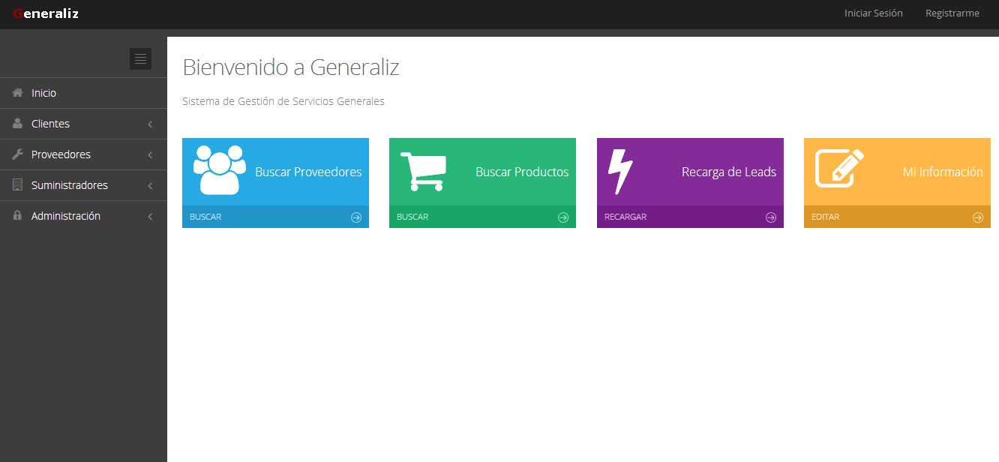 Generaliz
Iniciar Sesión
Registrarme
Inicio
Clientes
Proveedores
Suministradores
Administración
Bienvenido a Generaliz
Sistema de Gestión de Servicios Generales
Buscar Proveedores
BUSCAR
Buscar Productos
BUSCAR
Recarga de Leads
RECARGAR
Mi Información
EDITAR